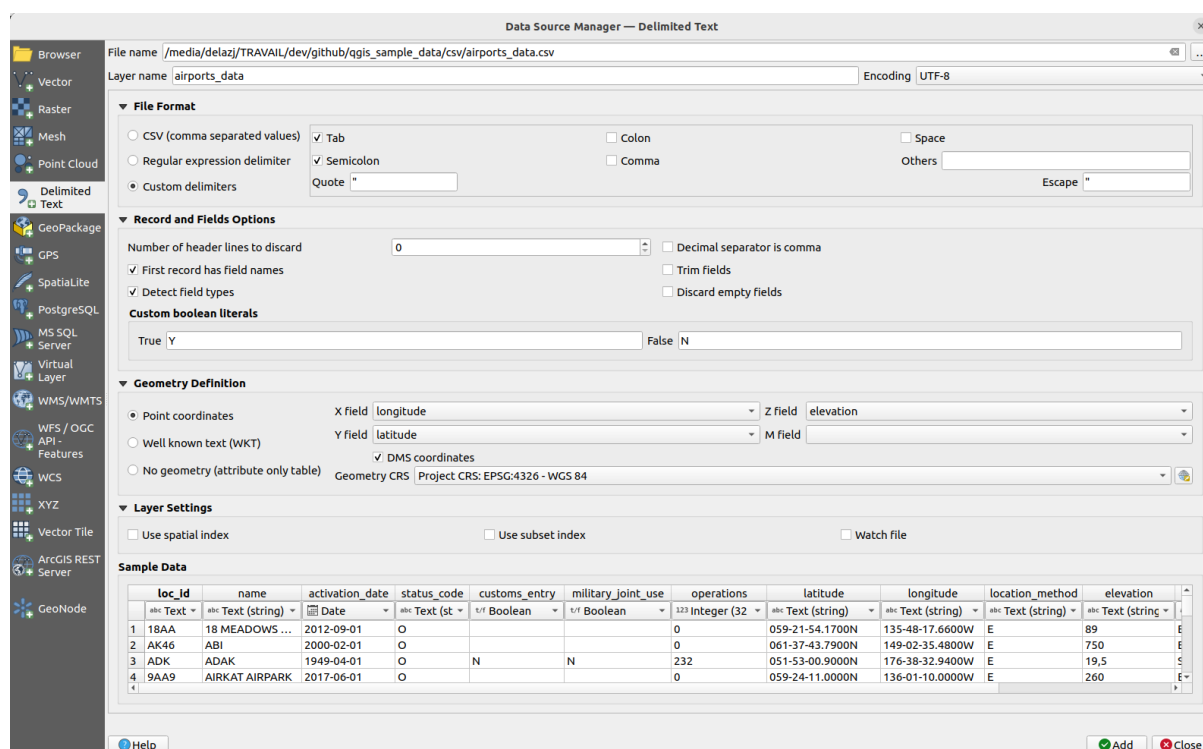 Data Source Manager — Delimited Text
Browser
Vector
Raster
Mesh
Point Cloud
Delimited
Text
GeoPackage
GPS
SpatiaLite
PostgreSQL
MS SQL
Server
Virtual
Layer
WMS/WMTS
WFS / OGC
API -
Features
WCS
XYZ
Vector Tile
ArcGIS REST
Server
GeoNode
File name /media/delazj/TRAVAIL/dev/github/qgis_sample_data/csv/airports_data.csv
Layer name airports_data Encoding UTF-8
File Format
CSV (comma separated values) Tab Colon Space
Regular expression delimiter Semicolon Comma Others
Custom delimiters Quote " Escape "
Record and Fields Options
Number of header lines to discard 0 Decimal separator is comma
First record has field names Trim fields
Detect field types Discard empty fields
Custom boolean literals
True Y False N
Geometry Definition
Point coordinates X field longitude Z field elevation
Well known text (WKT) Y field latitude M field
DMS coordinates
No geometry (attribute only table) Geometry CRS Project CRS: EPSG:4326 - WGS 84
Layer Settings
Use spatial index Use subset index Watch file
Sample Data
loc_id name activation_date status_code customs_entry military_joint_use operations latitude longitude location_method elevation
abc Text abc Text (string) Date abc Text (st t/f Boolean t/f Boolean 123 Integer (32 abc Text (string) abc Text (string) abc Text (string) abc Text (string
1 18AA 18 MEADOWS ... 2012-09-01 O 0 059-21-54.1700N 135-48-17.6600W E 89
2 AK46 ABI 2000-02-01 O 0 061-37-43.7900N 149-02-35.4800W E 750
3 ADK ADAK 1949-04-01 O N N 232 051-53-00.9000N 176-38-32.9400W E 19,5
4 9AA9 AIRKAT AIRPARK 2017-06-01 O 0 059-24-11.0000N 136-01-10.0000W E 260
Help Add Close